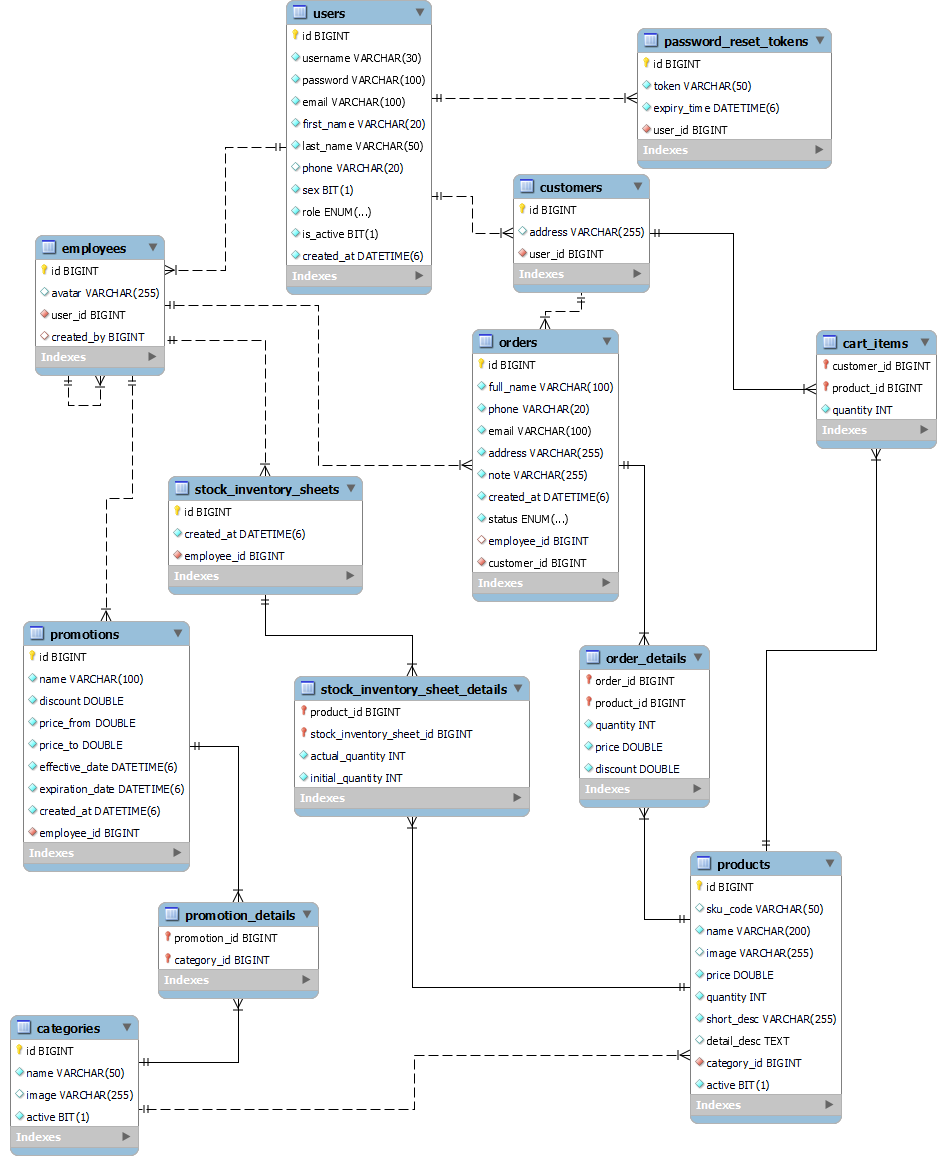 users
id BIGINT
username VARCHAR(30)
password VARCHAR(100)
email VARCHAR(100)
first_name VARCHAR(20)
last_name VARCHAR(50)
phone VARCHAR(20)
sex BIT(1)
role ENUM(...)
is_active BIT(1)
created_at DATETIME(6)
Indexes
password_reset_tokens
id BIGINT
token VARCHAR(50)
expiry_time DATETIME(6)
user_id BIGINT
Indexes
customers
id BIGINT
address VARCHAR(255)
user_id BIGINT
Indexes
employees
id BIGINT
avatar VARCHAR(255)
user_id BIGINT
created_by BIGINT
Indexes
orders
id BIGINT
full_name VARCHAR(100)
phone VARCHAR(20)
email VARCHAR(100)
address VARCHAR(255)
note VARCHAR(255)
created_at DATETIME(6)
status ENUM(...)
employee_id BIGINT
customer_id BIGINT
Indexes
cart_items
customer_id BIGINT
product_id BIGINT
quantity INT
Indexes
stock_inventory_sheets
id BIGINT
created_at DATETIME(6)
employee_id BIGINT
Indexes
promotions
id BIGINT
name VARCHAR(100)
discount DOUBLE
price_from DOUBLE
price_to DOUBLE
effective_date DATETIME(6)
expiration_date DATETIME(6)
created_at DATETIME(6)
employee_id BIGINT
Indexes
stock_inventory_sheet_details
product_id BIGINT
stock_inventory_sheet_id BIGINT
actual_quantity INT
initial_quantity INT
Indexes
order_details
order_id BIGINT
product_id BIGINT
quantity INT
price DOUBLE
discount DOUBLE
Indexes
products
id BIGINT
sku_code VARCHAR(50)
name VARCHAR(200)
image VARCHAR(255)
price DOUBLE
quantity INT
short_desc VARCHAR(255)
detail_desc TEXT
category_id BIGINT
active BIT(1)
Indexes
promotion_details
promotion_id BIGINT
category_id BIGINT
Indexes
categories
id BIGINT
name VARCHAR(50)
image VARCHAR(255)
active BIT(1)
Indexes